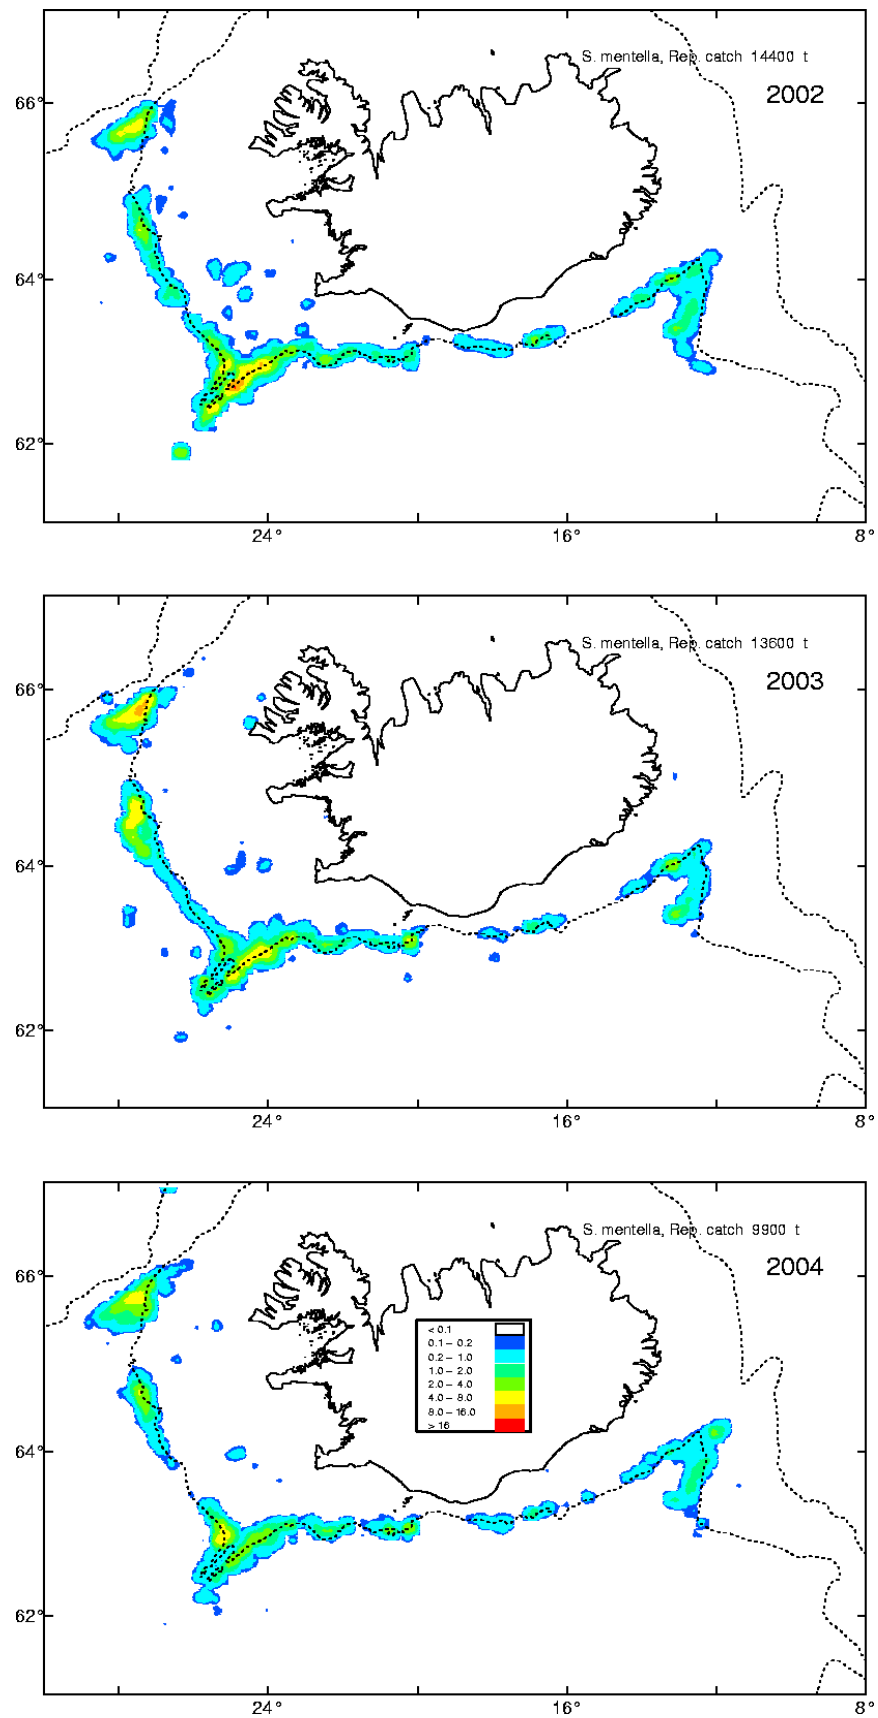 S. mentella, Rep. catch 14400 t
2002
66°
64°
62°
24°
16°
8°
S. mentella, Rep. catch 13600 t
2003
66°
64°
62°
24°
16°
8°
S. mentella, Rep. catch 9900 t
2004
66°
< 0.1
0.1 – 0.2
0.2 – 1.0
1.0 – 2.0
2.0 – 4.0
4.0 – 8.0
8.0 – 16.0
> 16
64°
62°
24°
16°
8°